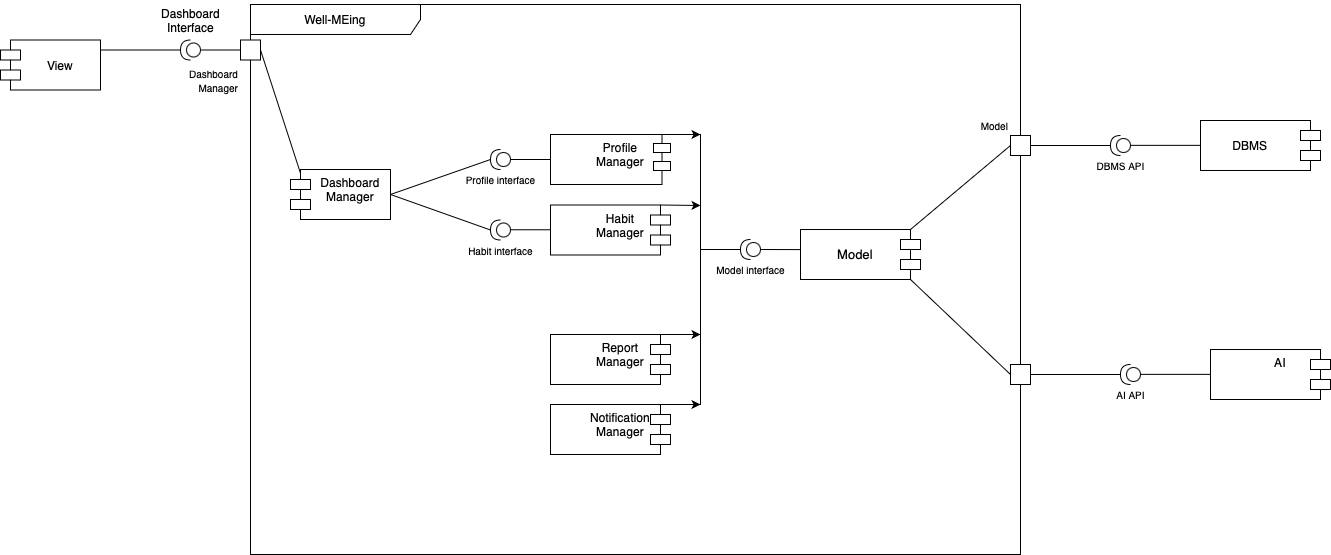 Dashboard
Interface
Well-MEing
View
Dashboard
Manager
Model
DBMS
DBMS API
Profile
Manager
Profile interface
Dashboard
Manager
Habit
Manager
Habit interface
Model
Model interface
Report
Manager
AI
AI API
Notification
Manager